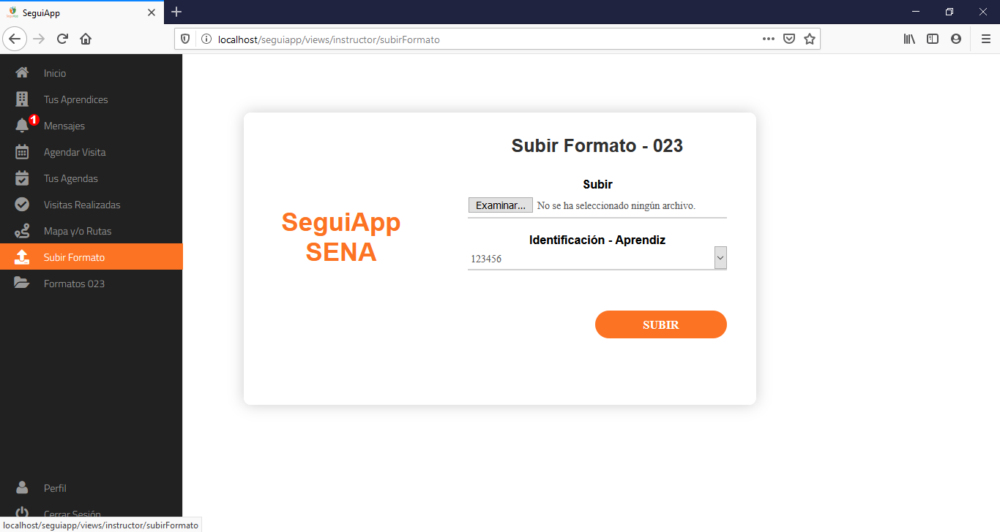 SeguiApp
localhost/seguiapp/views/instructor/subirFormato
Inicio
Tus Aprendices
1
Mensajes
Agendar Visita
Tus Agendas
Visitas Realizadas
Mapa y/o Rutas
Subir Formato
Formatos 023
Perfil
Cerrar Sesión
SeguiApp
SENA
Subir Formato - 023
Subir
Examinar... No se ha seleccionado ningún archivo.
Identificación - Aprendiz
123456
SUBIR
localhost/seguiapp/views/instructor/subirFormato